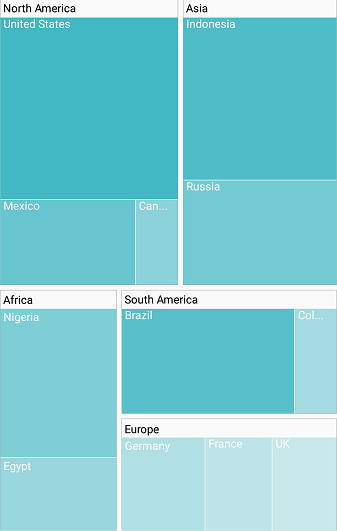 North America
United States
Mexico
Can...
Asia
Indonesia
Russia
Africa
Nigeria
Egypt
South America
Brazil
Col...
Europe
Germany
France
UK